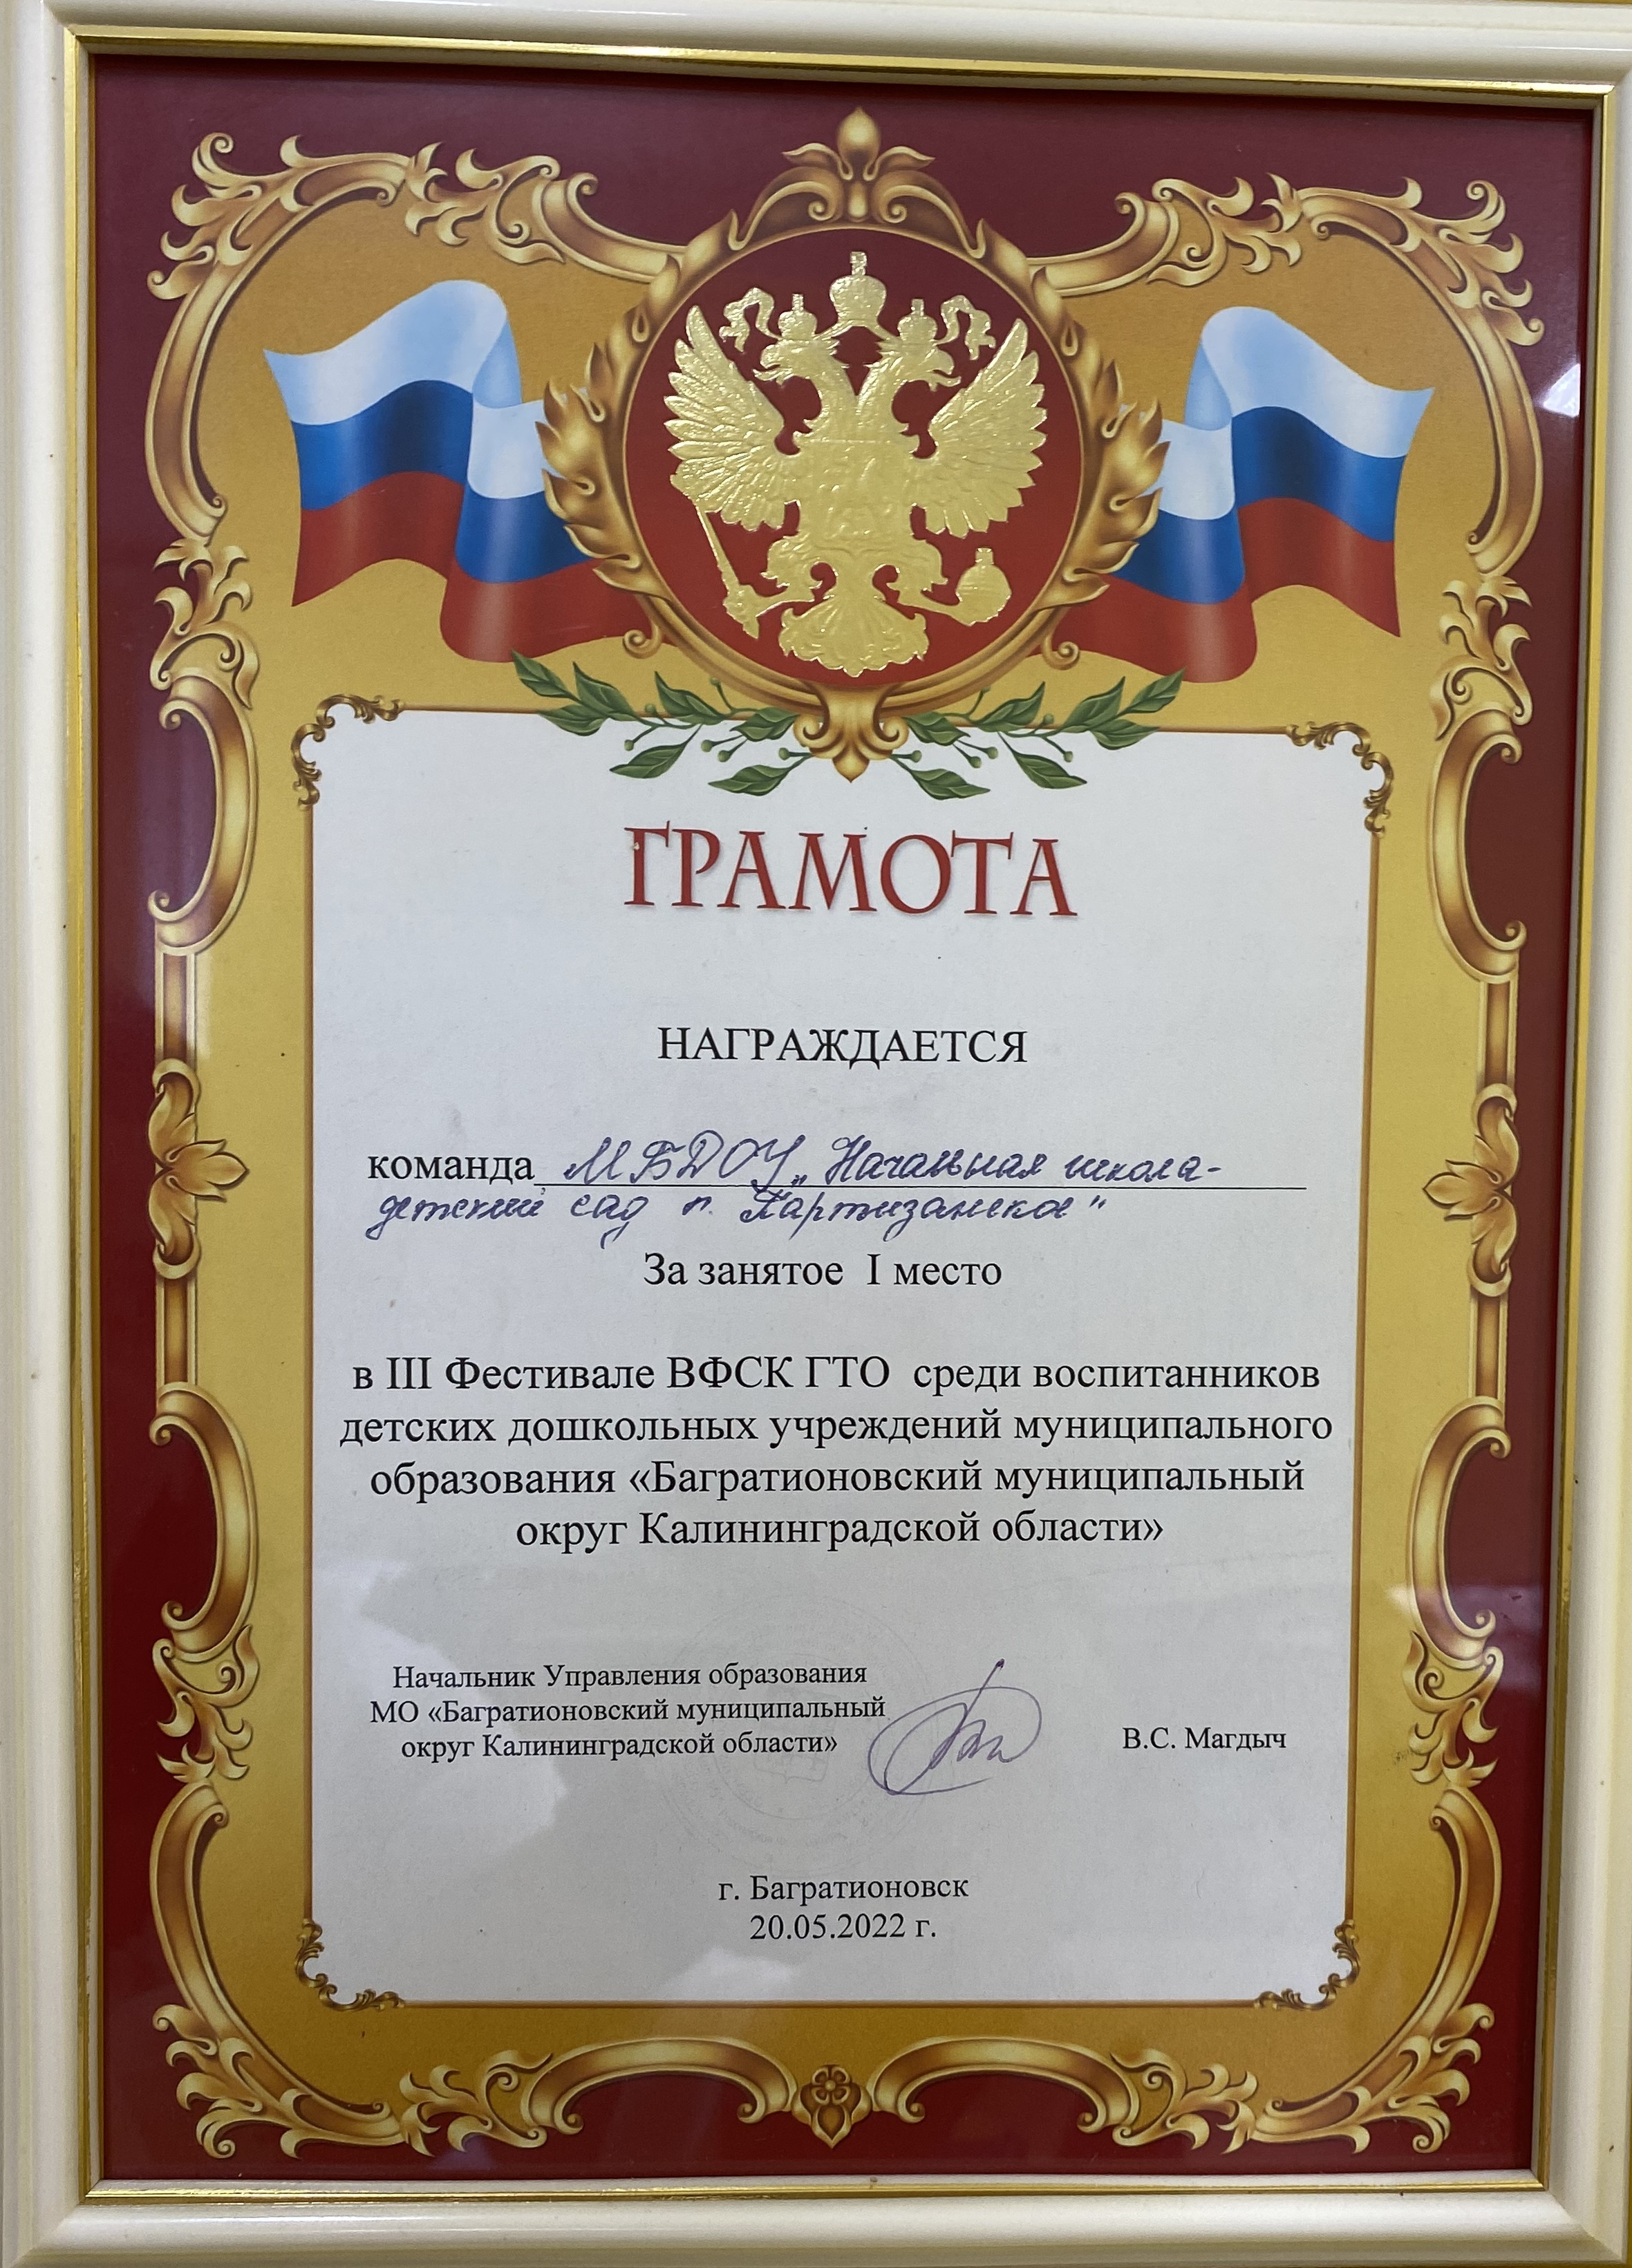 ГРАМОТА
НАГРАЖДАЕТСЯ
команда МБДОУ „Начальная школа-
детский сад п. Партизанское"
За занятое I место
в III Фестивале ВФСК ГТО среди воспитанников
детских дошкольных учреждений муниципального
образования «Багратионовский муниципальный
округ Калининградской области»
Начальник Управления образования
МО «Багратионовский муниципальный
округ Калининградской области»
В.С. Магдыч
г. Багратионовск
20.05.2022 г.